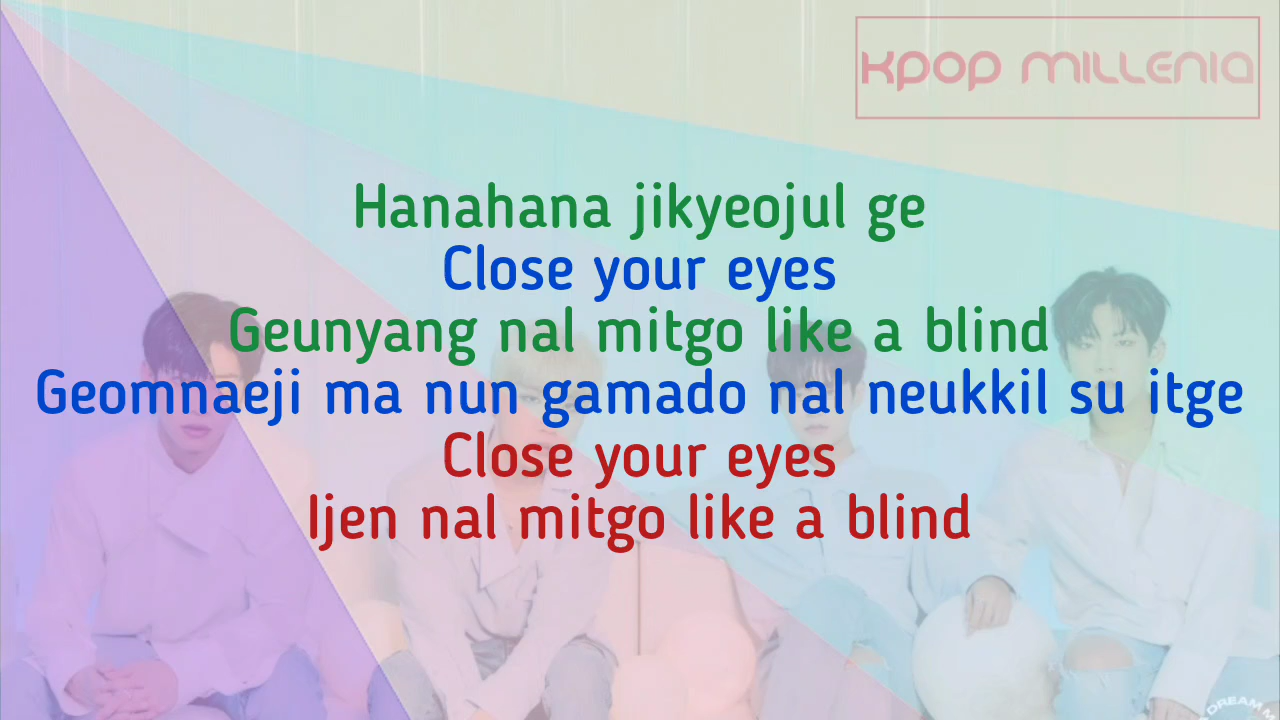 KPOP MILLENIA
Hanahana jikyeojul ge
Close your eyes
Geunyang nal mitgo like a blind
Geomnaeji ma nun gamado nal neukkil su itge
Close your eyes
Ijen nal mitgo like a blind
DREAM